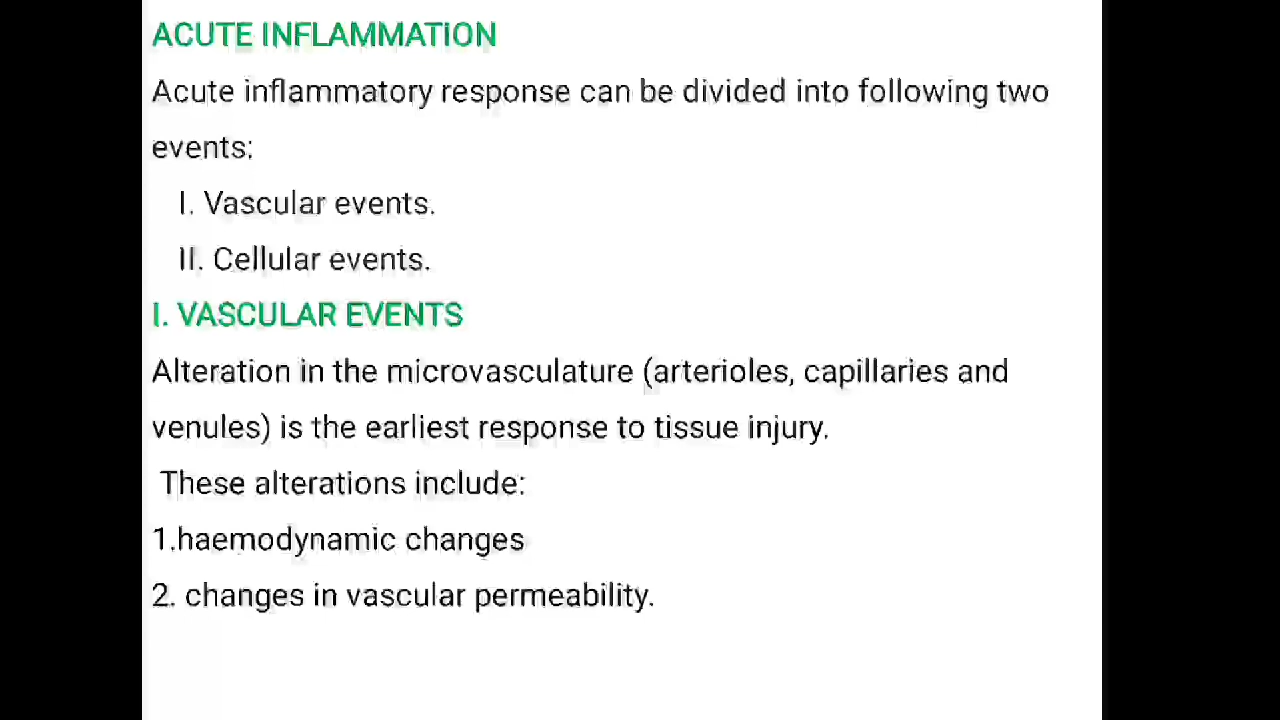 ACUTE INFLAMMATION
Acute inflammatory response can be divided into following two
events:
I. Vascular events.
II. Cellular events.
I. VASCULAR EVENTS
Alteration in the microvasculature (arterioles, capillaries and
venules) is the earliest response to tissue injury.
These alterations include:
1.haemodynamic changes
2. changes in vascular permeability.